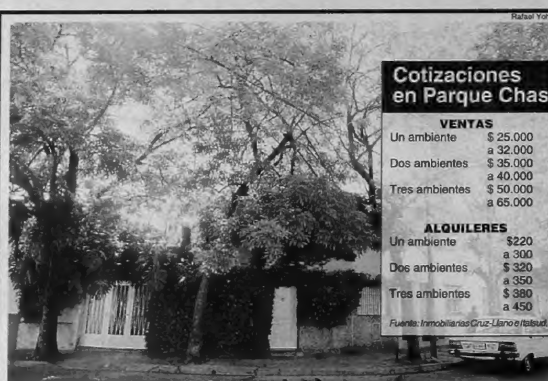 Rafael
Cotizaciones
en Parque Chas
VENTAS
Un ambiente $ 25.000
a 32.000
Dos ambientes $ 35.000
a 40.000
Tres ambientes $ 50.000
a 65.000
ALQUILERES
Un ambiente $220
a 300
Dos ambientes $ 320
a 350
Tres ambientes $ 380
a 450
Fuente: Inmobiliarias Cruz-Llano e Italsud.